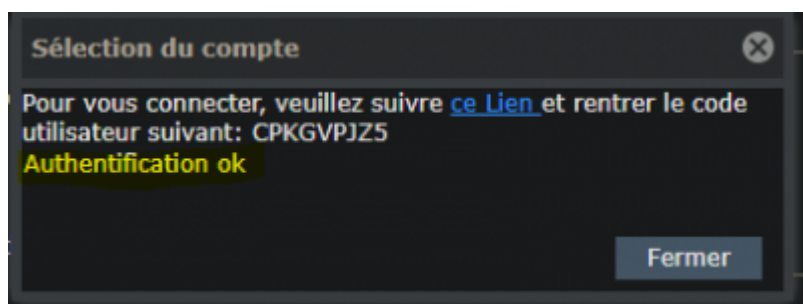 Sélection du compte
Pour vous connecter, veuillez suivre ce Lien et rentrer le code
utilisateur suivant: CPKGVPJZ5
Authentification ok
Fermer